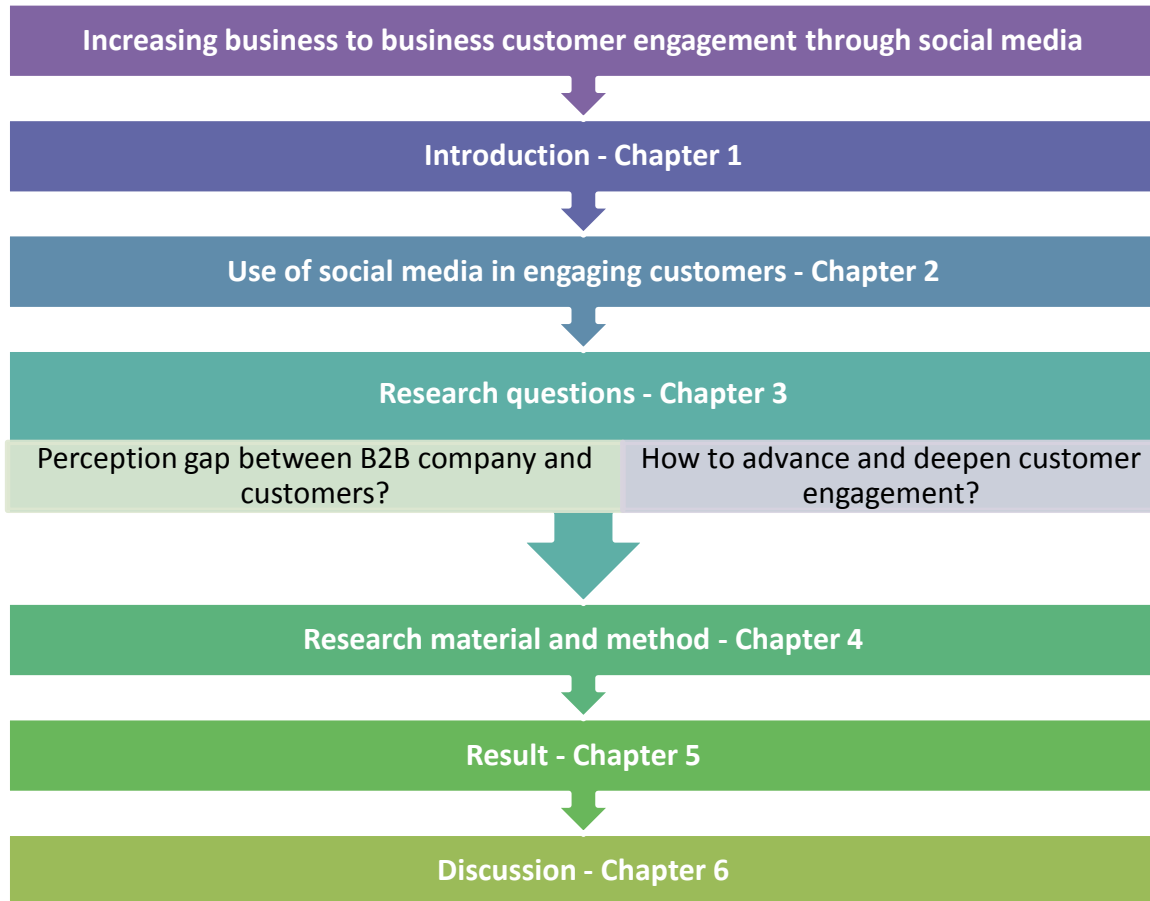 Increasing business to business customer engagement through social media
Introduction - Chapter 1
Use of social media in engaging customers - Chapter 2
Research questions - Chapter 3
Perception gap between B2B company and
customers?
How to advance and deepen customer
engagement?
Research material and method - Chapter 4
Result - Chapter 5
Discussion - Chapter 6